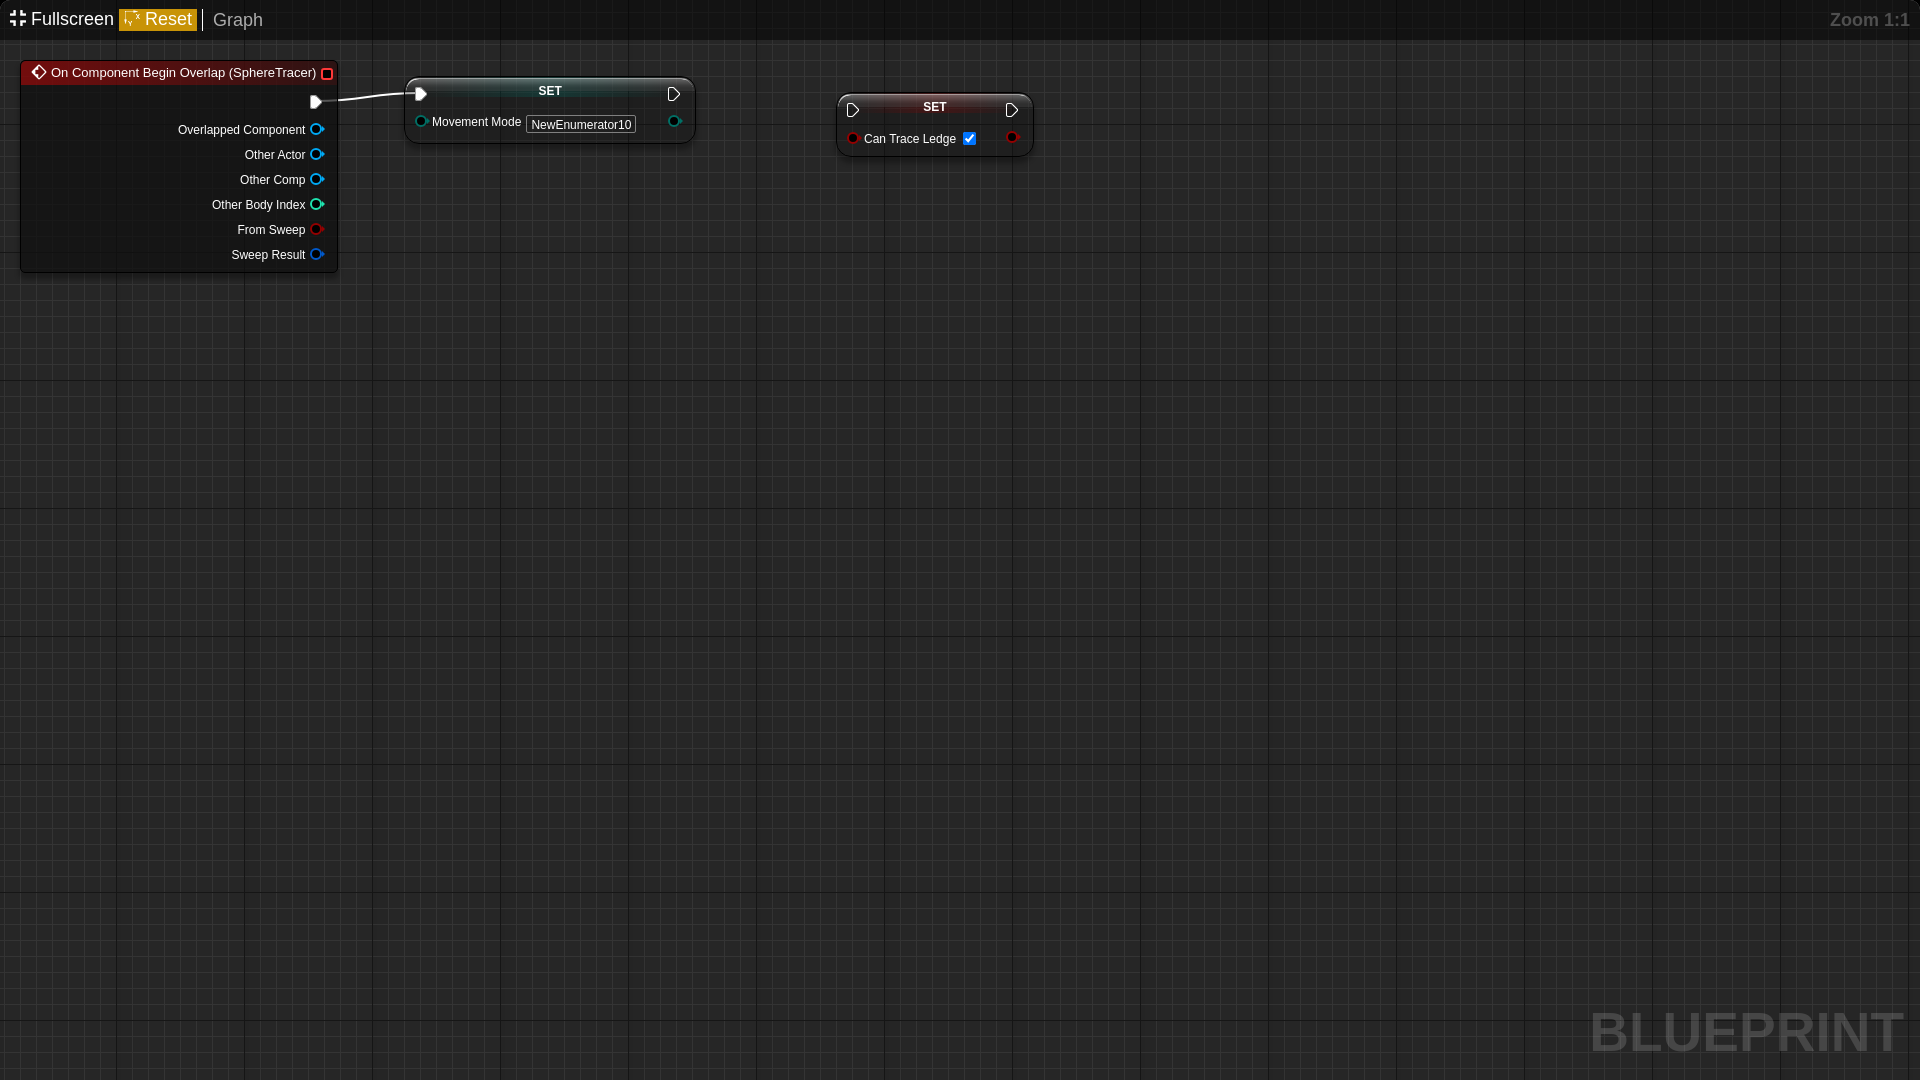 Fullscreen Reset Graph Zoom 1:1
On Component Begin Overlap (SphereTracer)
Overlapped Component
Other Actor
Other Comp
Other Body Index
From Sweep
Sweep Result
SET
Movement Mode NewEnumerator10
SET
Can Trace Ledge
BLUEPRINT